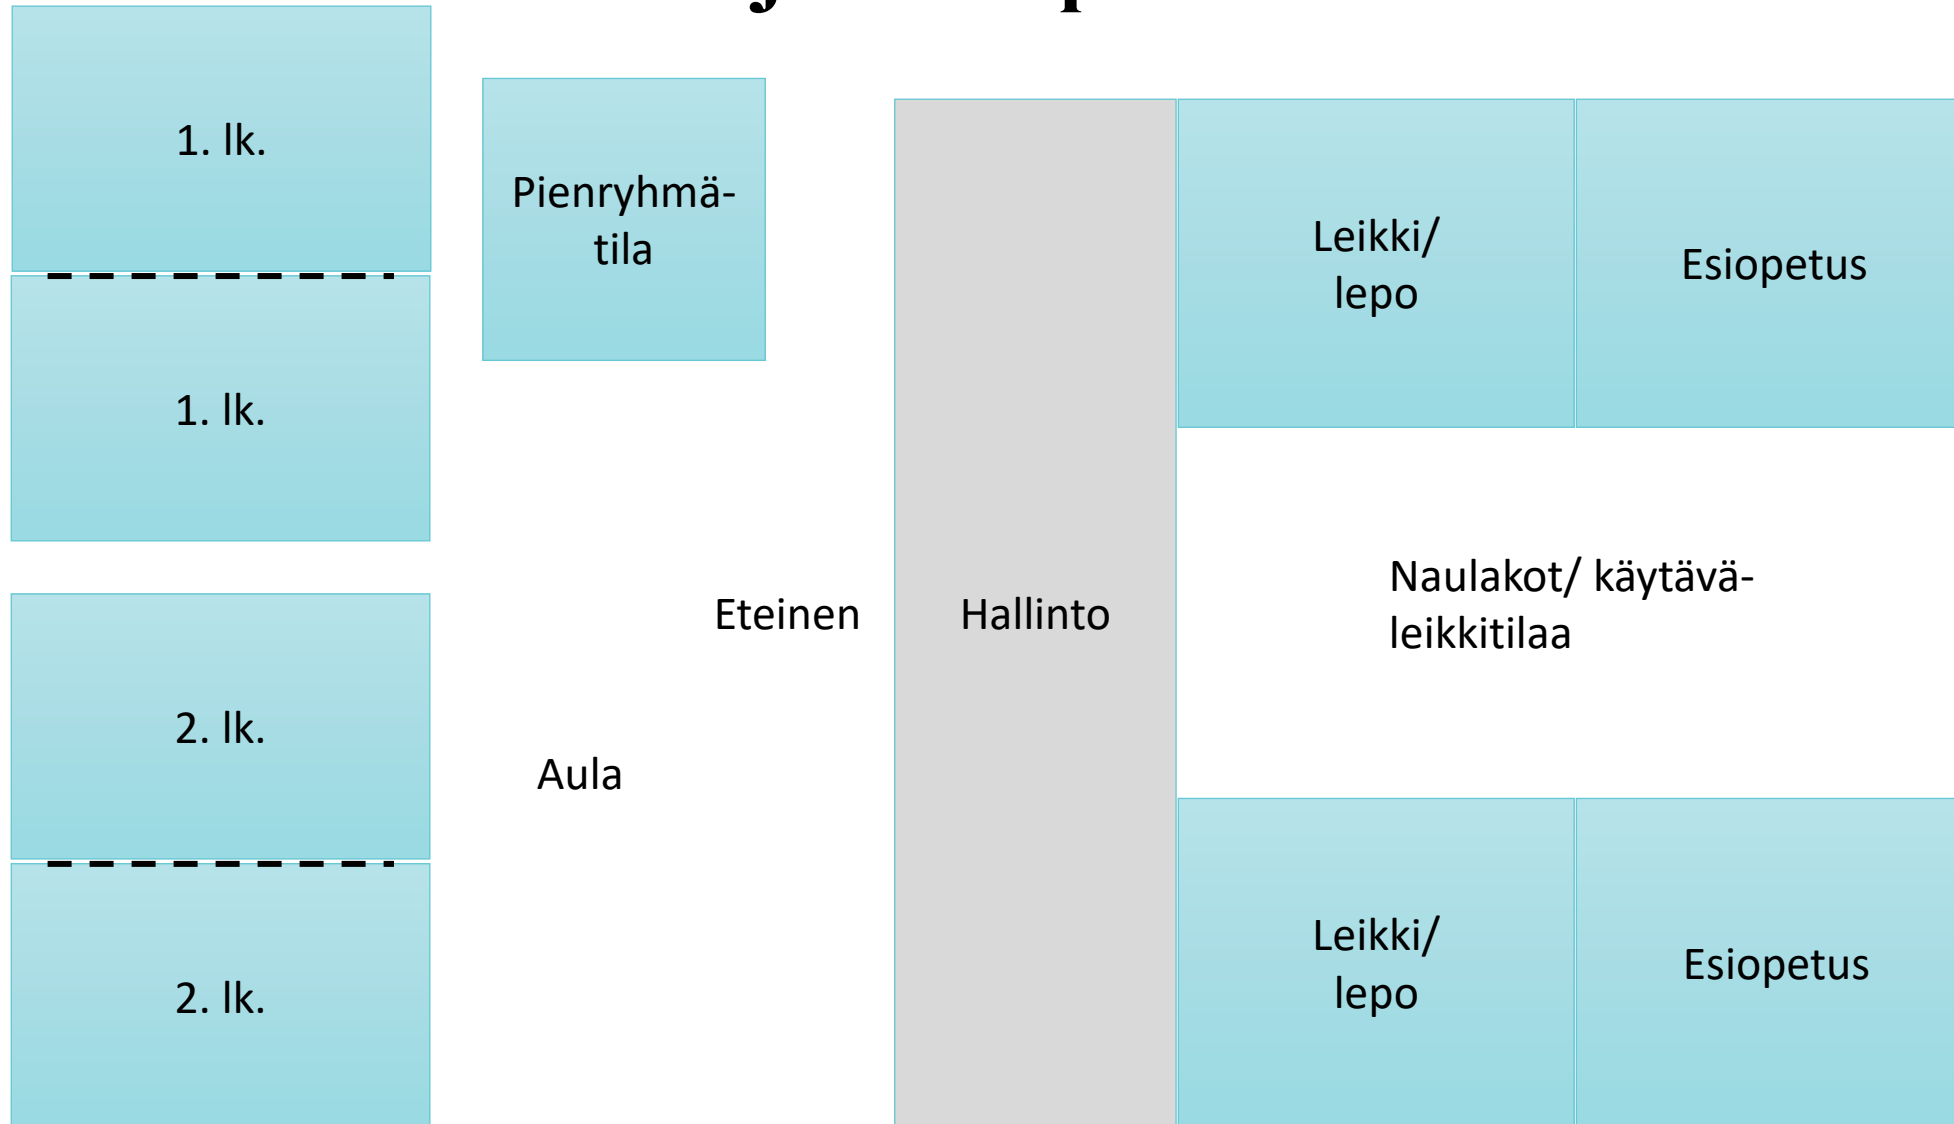 1. lk.
Pienryhmä-
tila
Leikki/
lepo
Esiopetus
1. lk.
Eteinen
Hallinto
Naulakot/ käytävä-
leikkitilaa
2. lk.
Aula
Leikki/
lepo
Esiopetus
2. lk.